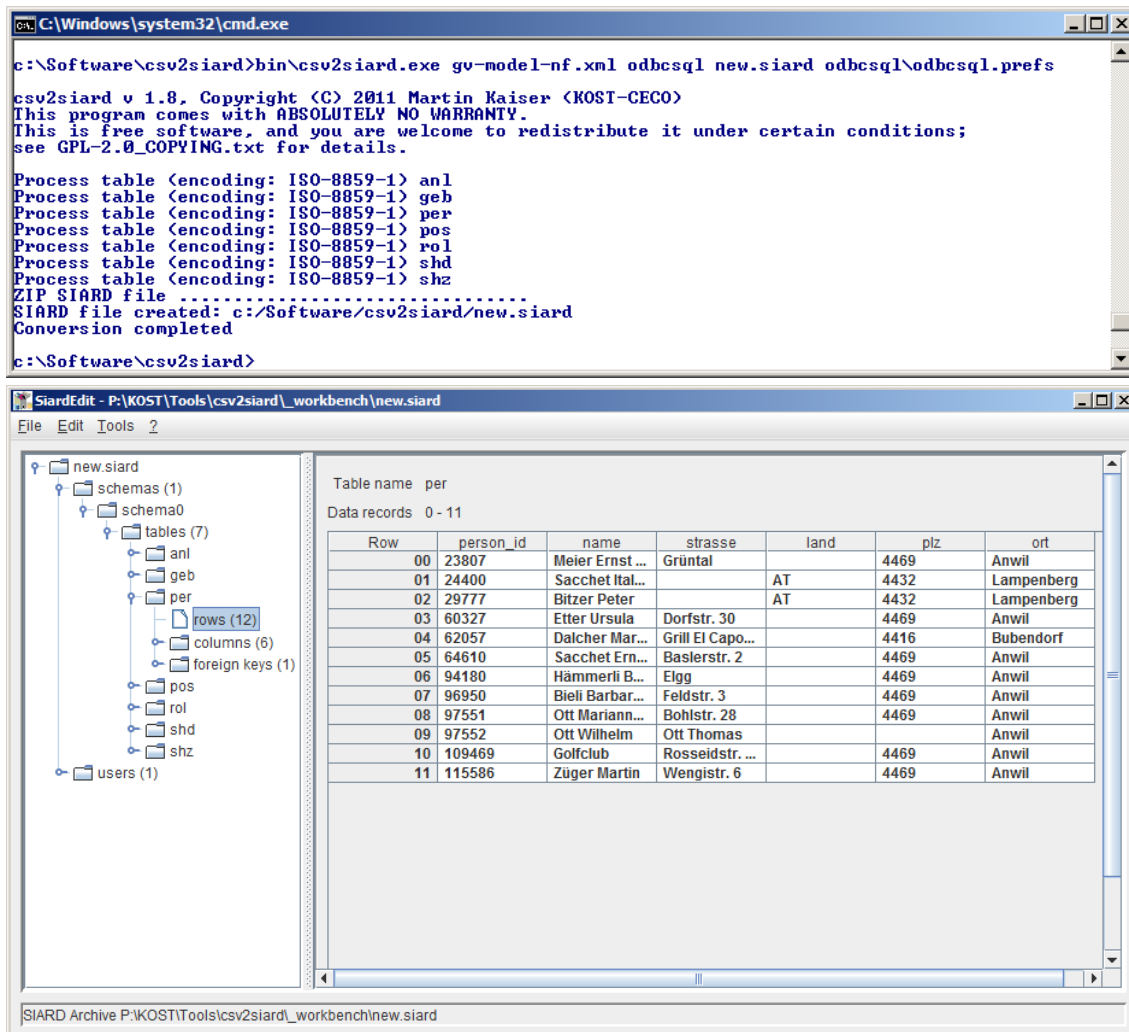 C:\Windows\system32\cmd.exe
c:\Software\csv2siard>bin\csv2siard.exe gv-model-nf.xml odbcsql new.siard odbcsql\odbcsql.prefs
csv2siard v 1.8, Copyright (C) 2011 Martin Kaiser (KOST-CECO)
This program comes with ABSOLUTELY NO WARRANTY.
This is free software, and you are welcome to redistribute it under certain conditions;
see GPL-2.0_COPYING.txt for details.
Process table (encoding: ISO-8859-1) anl
Process table (encoding: ISO-8859-1) geb
Process table (encoding: ISO-8859-1) per
Process table (encoding: ISO-8859-1) pos
Process table (encoding: ISO-8859-1) rol
Process table (encoding: ISO-8859-1) shd
Process table (encoding: ISO-8859-1) shz
ZIP SIARD file ................................
SIARD file created: c:/Software/csv2siard/new.siard
Conversion completed
c:\Software\csv2siard>
SiardEdit - P:\KOST\Tools\csv2siard\_workbench\new.siard
File Edit Tools ?
new.siard
schemas (1)
schema0
tables (7)
anl
geb
per
rows (12)
columns (6)
foreign keys (1)
pos
rol
shd
shz
users (1)
Table name per
Data records 0 - 11
Row person_id name strasse land plz ort
00 23807 Meier Ernst ... Grüntal 4469 Anwil
01 24400 Sacchet Ital... AT 4432 Lampenberg
02 29777 Bitzer Peter AT 4432 Lampenberg
03 60327 Etter Ursula Dorfstr. 30 4469 Anwil
04 62057 Dalcher Mar... Grill El Capo... 4416 Bubendorf
05 64610 Sacchet Ern... Baslerstr. 2 4469 Anwil
06 94180 Hämmerli B... Elgg 4469 Anwil
07 96950 Bieli Barbar... Feldstr. 3 4469 Anwil
08 97551 Ott Mariann... Bohlstr. 28 4469 Anwil
09 97552 Ott Wilhelm Ott Thomas Anwil
10 109469 Golfclub Rosseidstr. ... 4469 Anwil
11 115586 Züger Martin Wengistr. 6 4469 Anwil
SIARD Archive P:\KOST\Tools\csv2siard\_workbench\new.siard